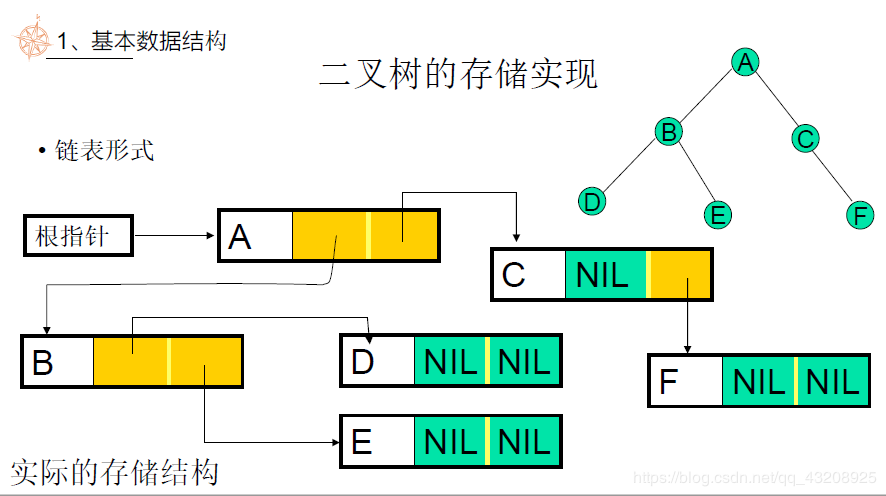 1、基本数据结构
二叉树的存储实现
A
B
C
D
E
F
• 链表形式
根指针
A
C NIL
B
D NIL NIL
F NIL NIL
E NIL NIL
实际的存储结构
https://blog.csdn.net/qq_43208925